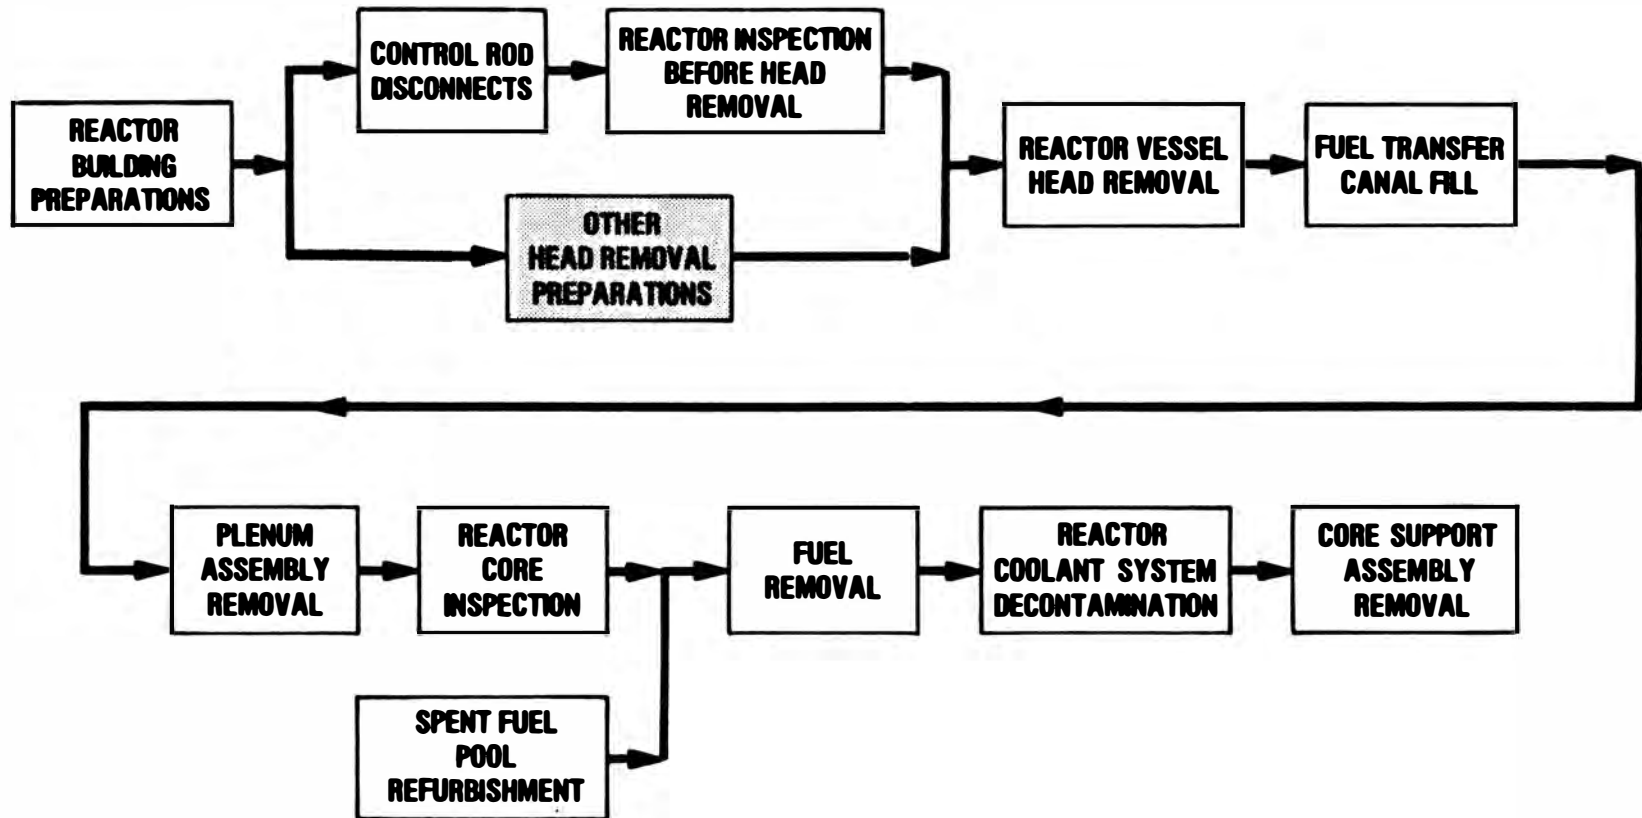 REACTOR
BUILDING
PREPARATIONS
CONTROL ROD
DISCONNECTS
REACTOR INSPECTION
BEFORE HEAD
REMOVAL
OTHER
HEAD REMOVAL
PREPARATIONS
REACTOR VESSEL
HEAD REMOVAL
FUEL TRANSFER
CANAL FILL
PLENUM
ASSEMBLY
REMOVAL
REACTOR
CORE
INSPECTION
SPENT FUEL
POOL
REFURBISHMENT
FUEL
REMOVAL
REACTOR
COOLANT SYSTEM
DECONTAMINATION
CORE SUPPORT
ASSEMBLY
REMOVAL